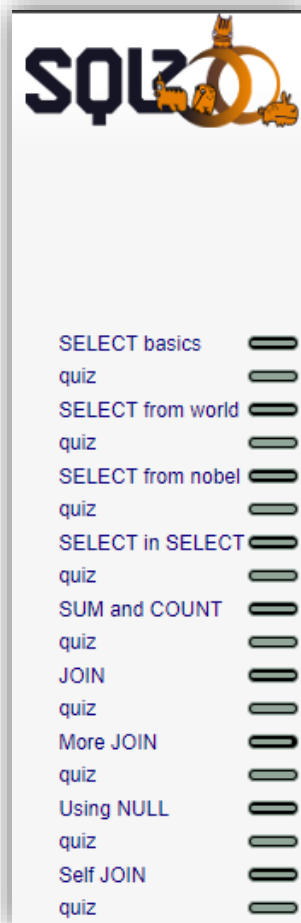 SQLZOO
SELECT basics
quiz
SELECT from world
quiz
SELECT from nobel
quiz
SELECT in SELECT
quiz
SUM and COUNT
quiz
JOIN
quiz
More JOIN
quiz
Using NULL
quiz
Self JOIN
quiz